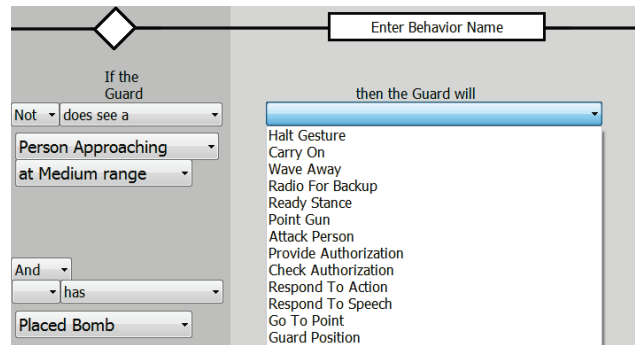 Enter Behavior Name
If the
Guard
then the Guard will
Not does see a
Person Approaching
at Medium range
And
has
Placed Bomb
Halt Gesture
Carry On
Wave Away
Radio For Backup
Ready Stance
Point Gun
Attack Person
Provide Authorization
Check Authorization
Respond To Action
Respond To Speech
Go To Point
Guard Position